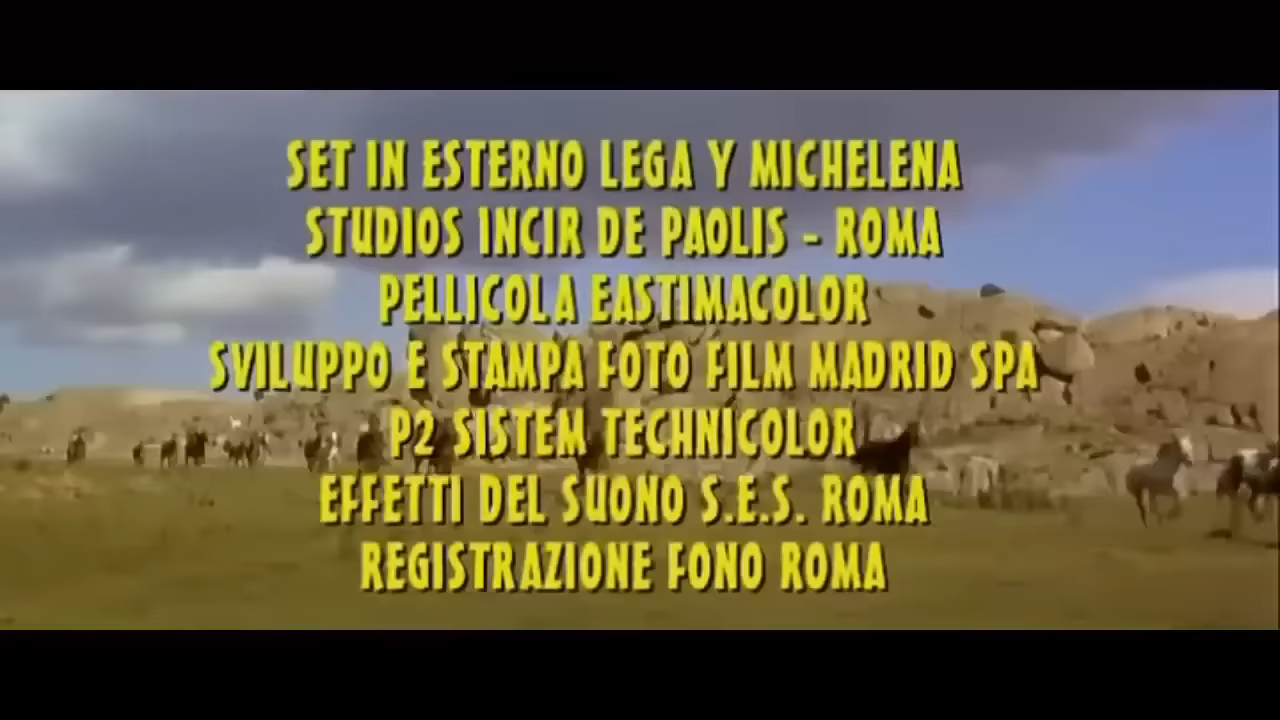 SET IN ESTERNO LEGA Y MICHELENA
STUDIOS INCIR DE PAOLIS - ROMA
PELLICOLA EASTIMACOLOR
SVILUPPO E STAMPA FOTO FILM MADRID SPA
P2 SISTEM TECHNICOLOR
EFFETTI DEL SUONO S.E.S. ROMA
REGISTRAZIONE FONO ROMA